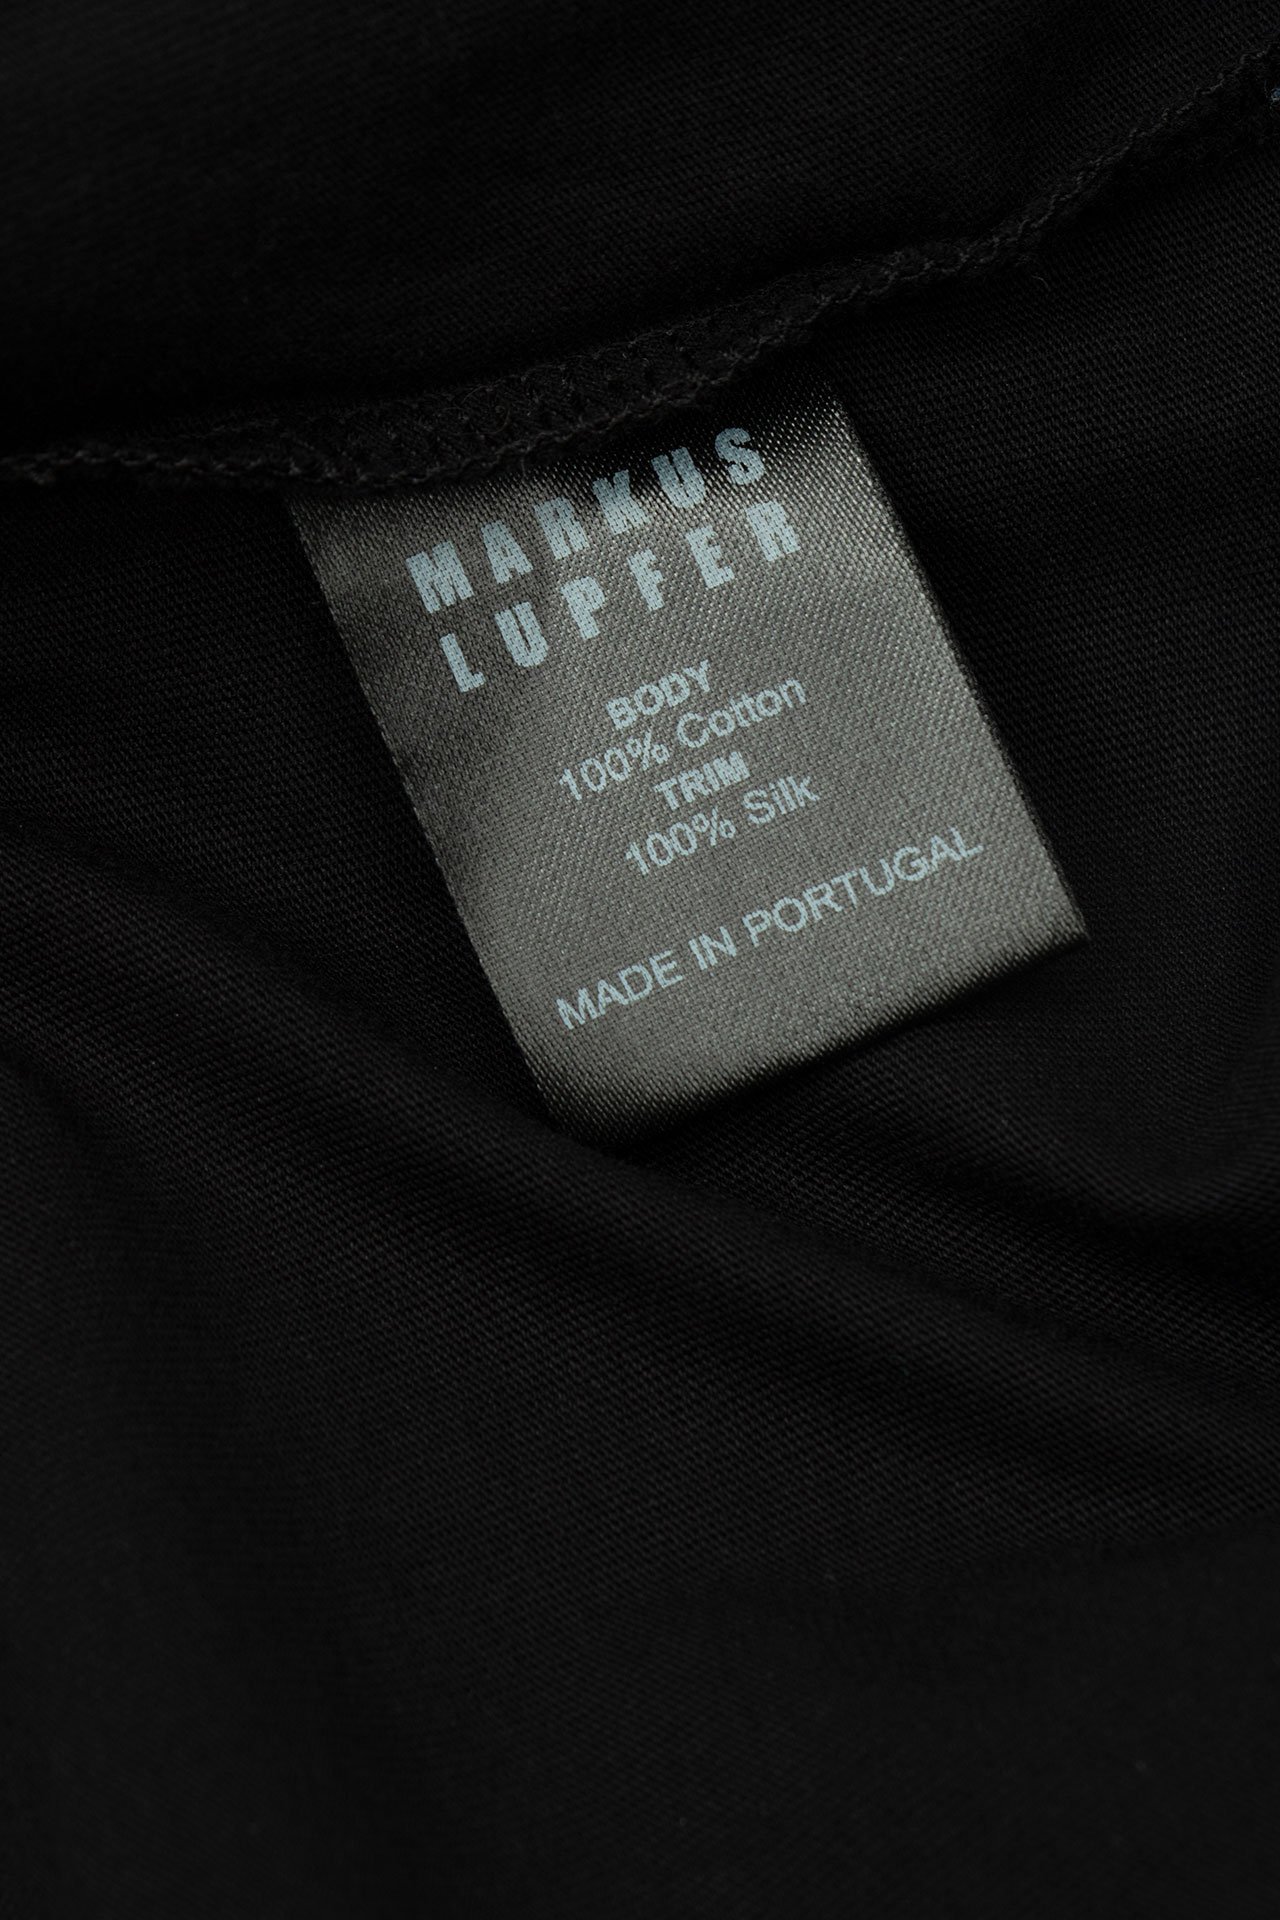 MARKUS
LUPFER
BODY
100% Cotton
TRIM
100% Silk
MADE IN PORTUGAL